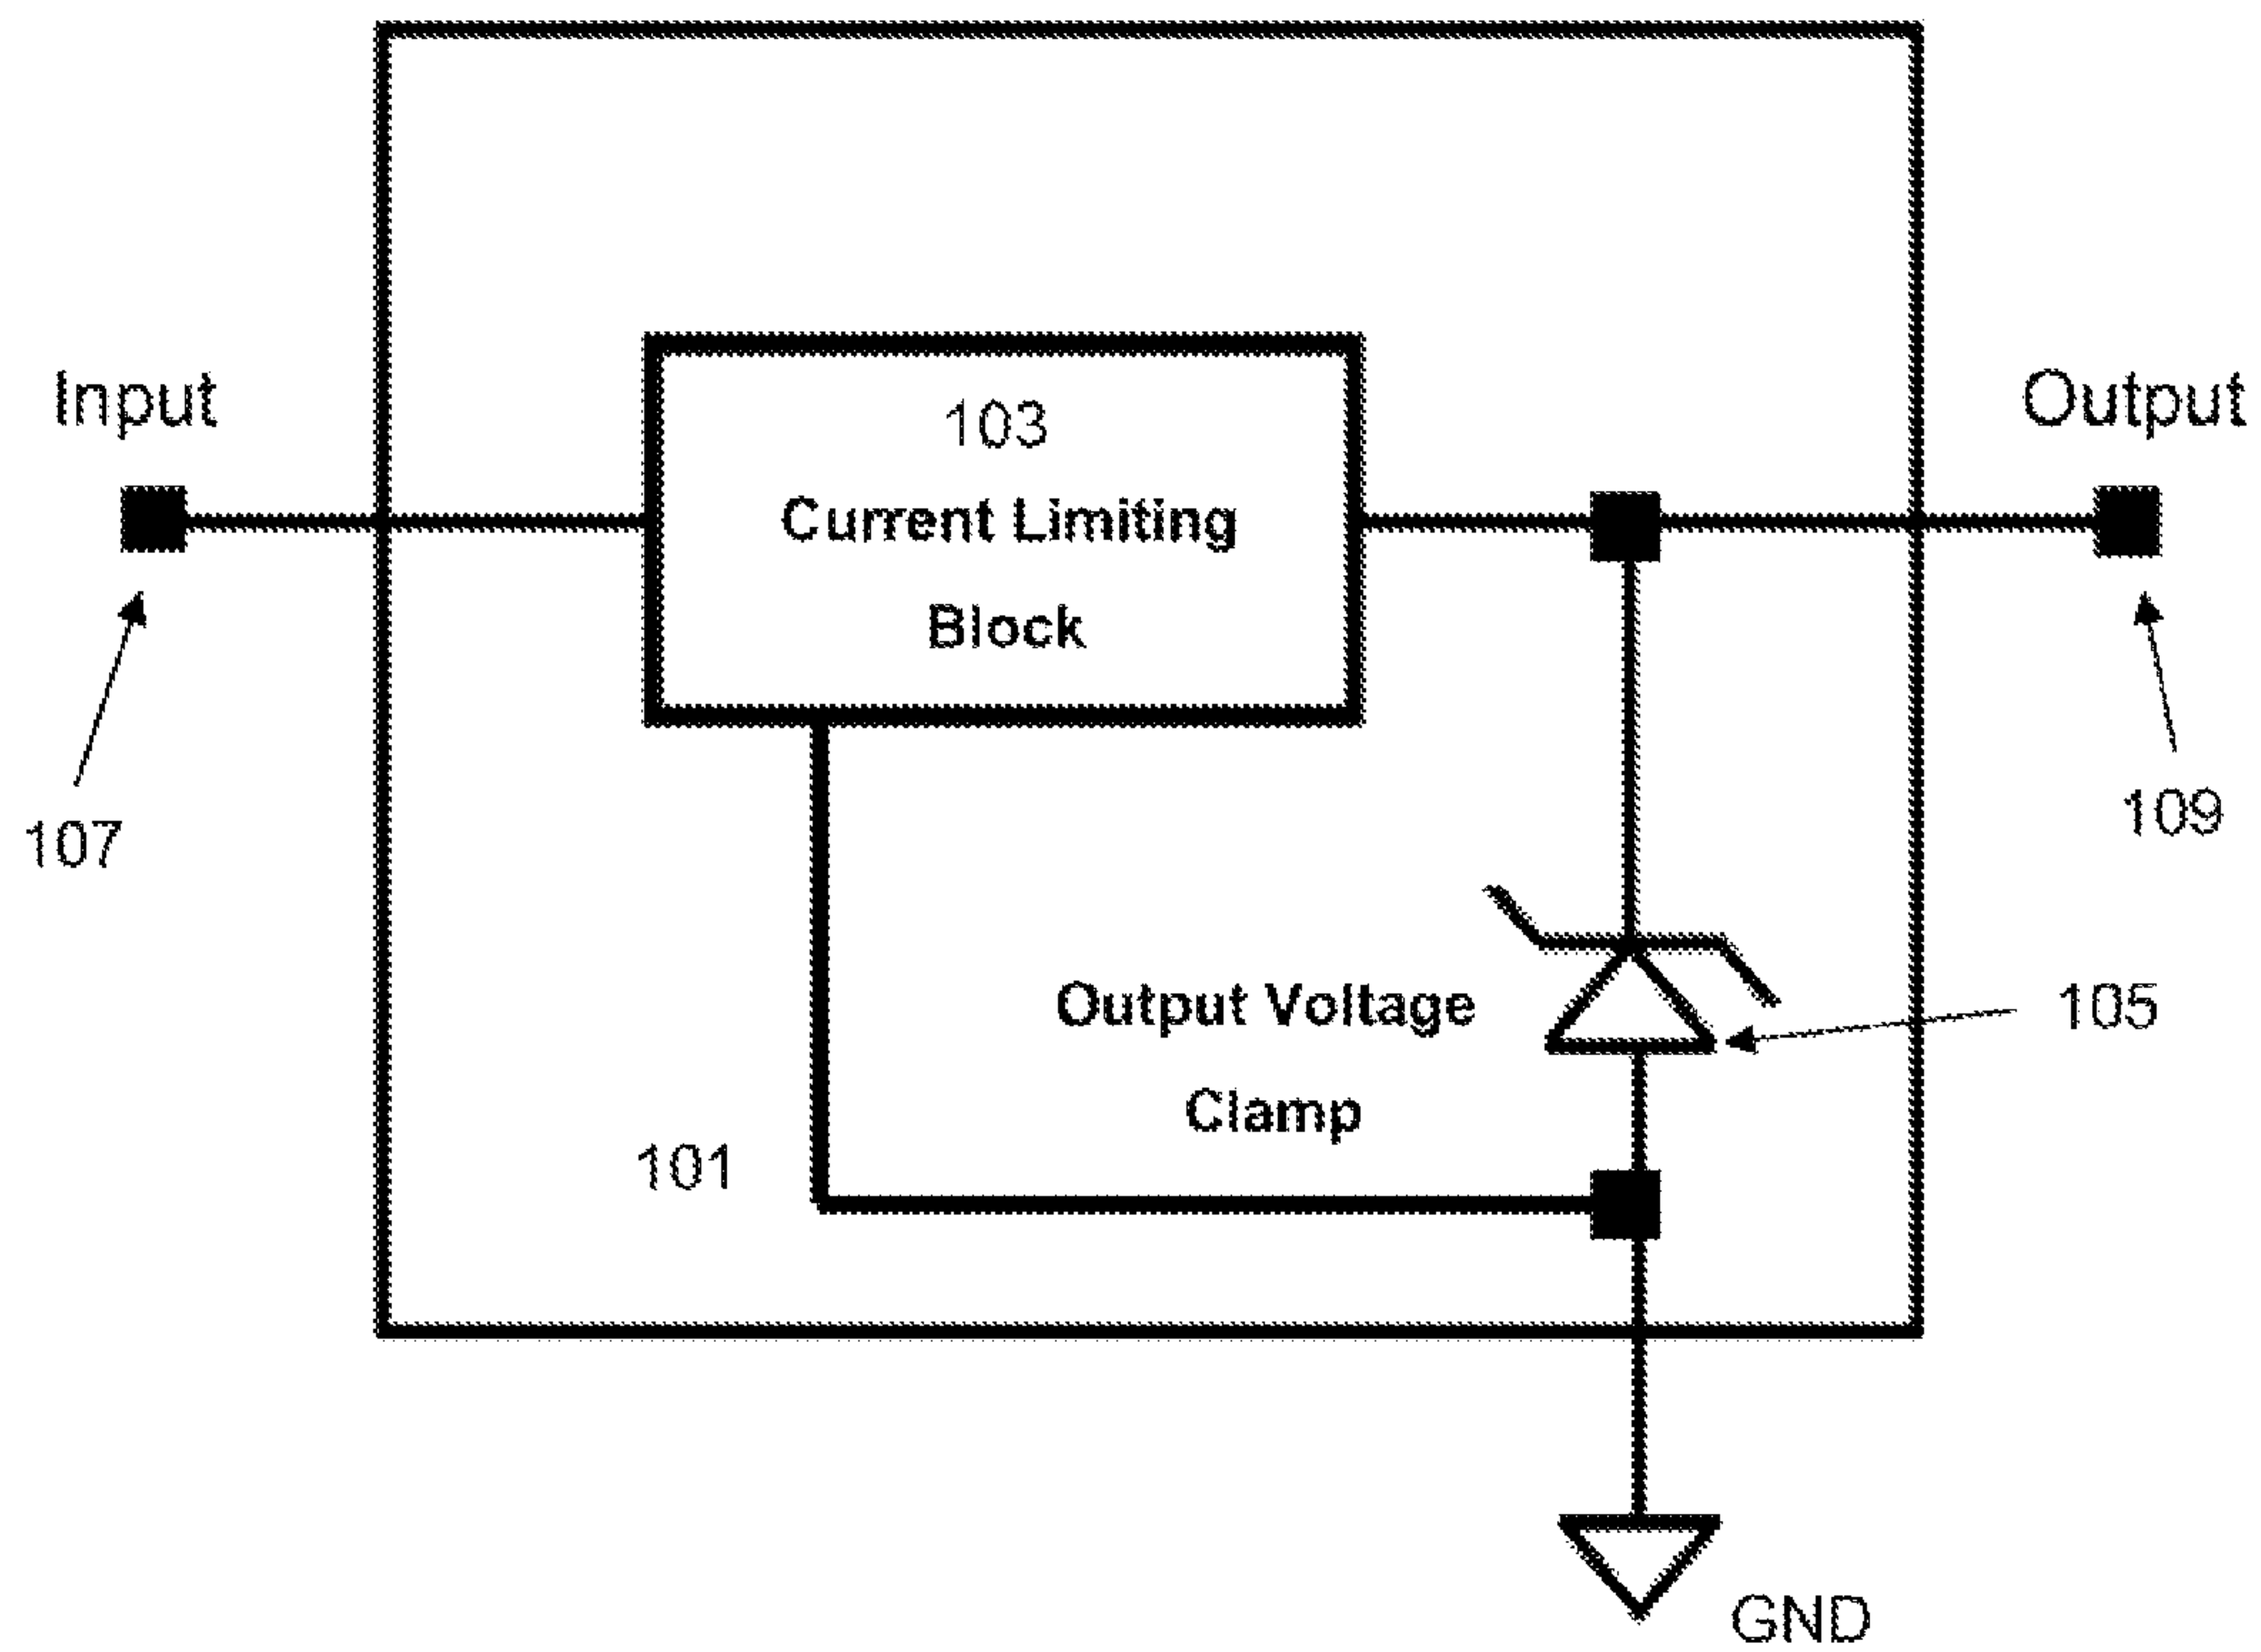 Input
Output
103
Current Limiting
Block
107
109
Output Voltage
Clamp
105
101
GND